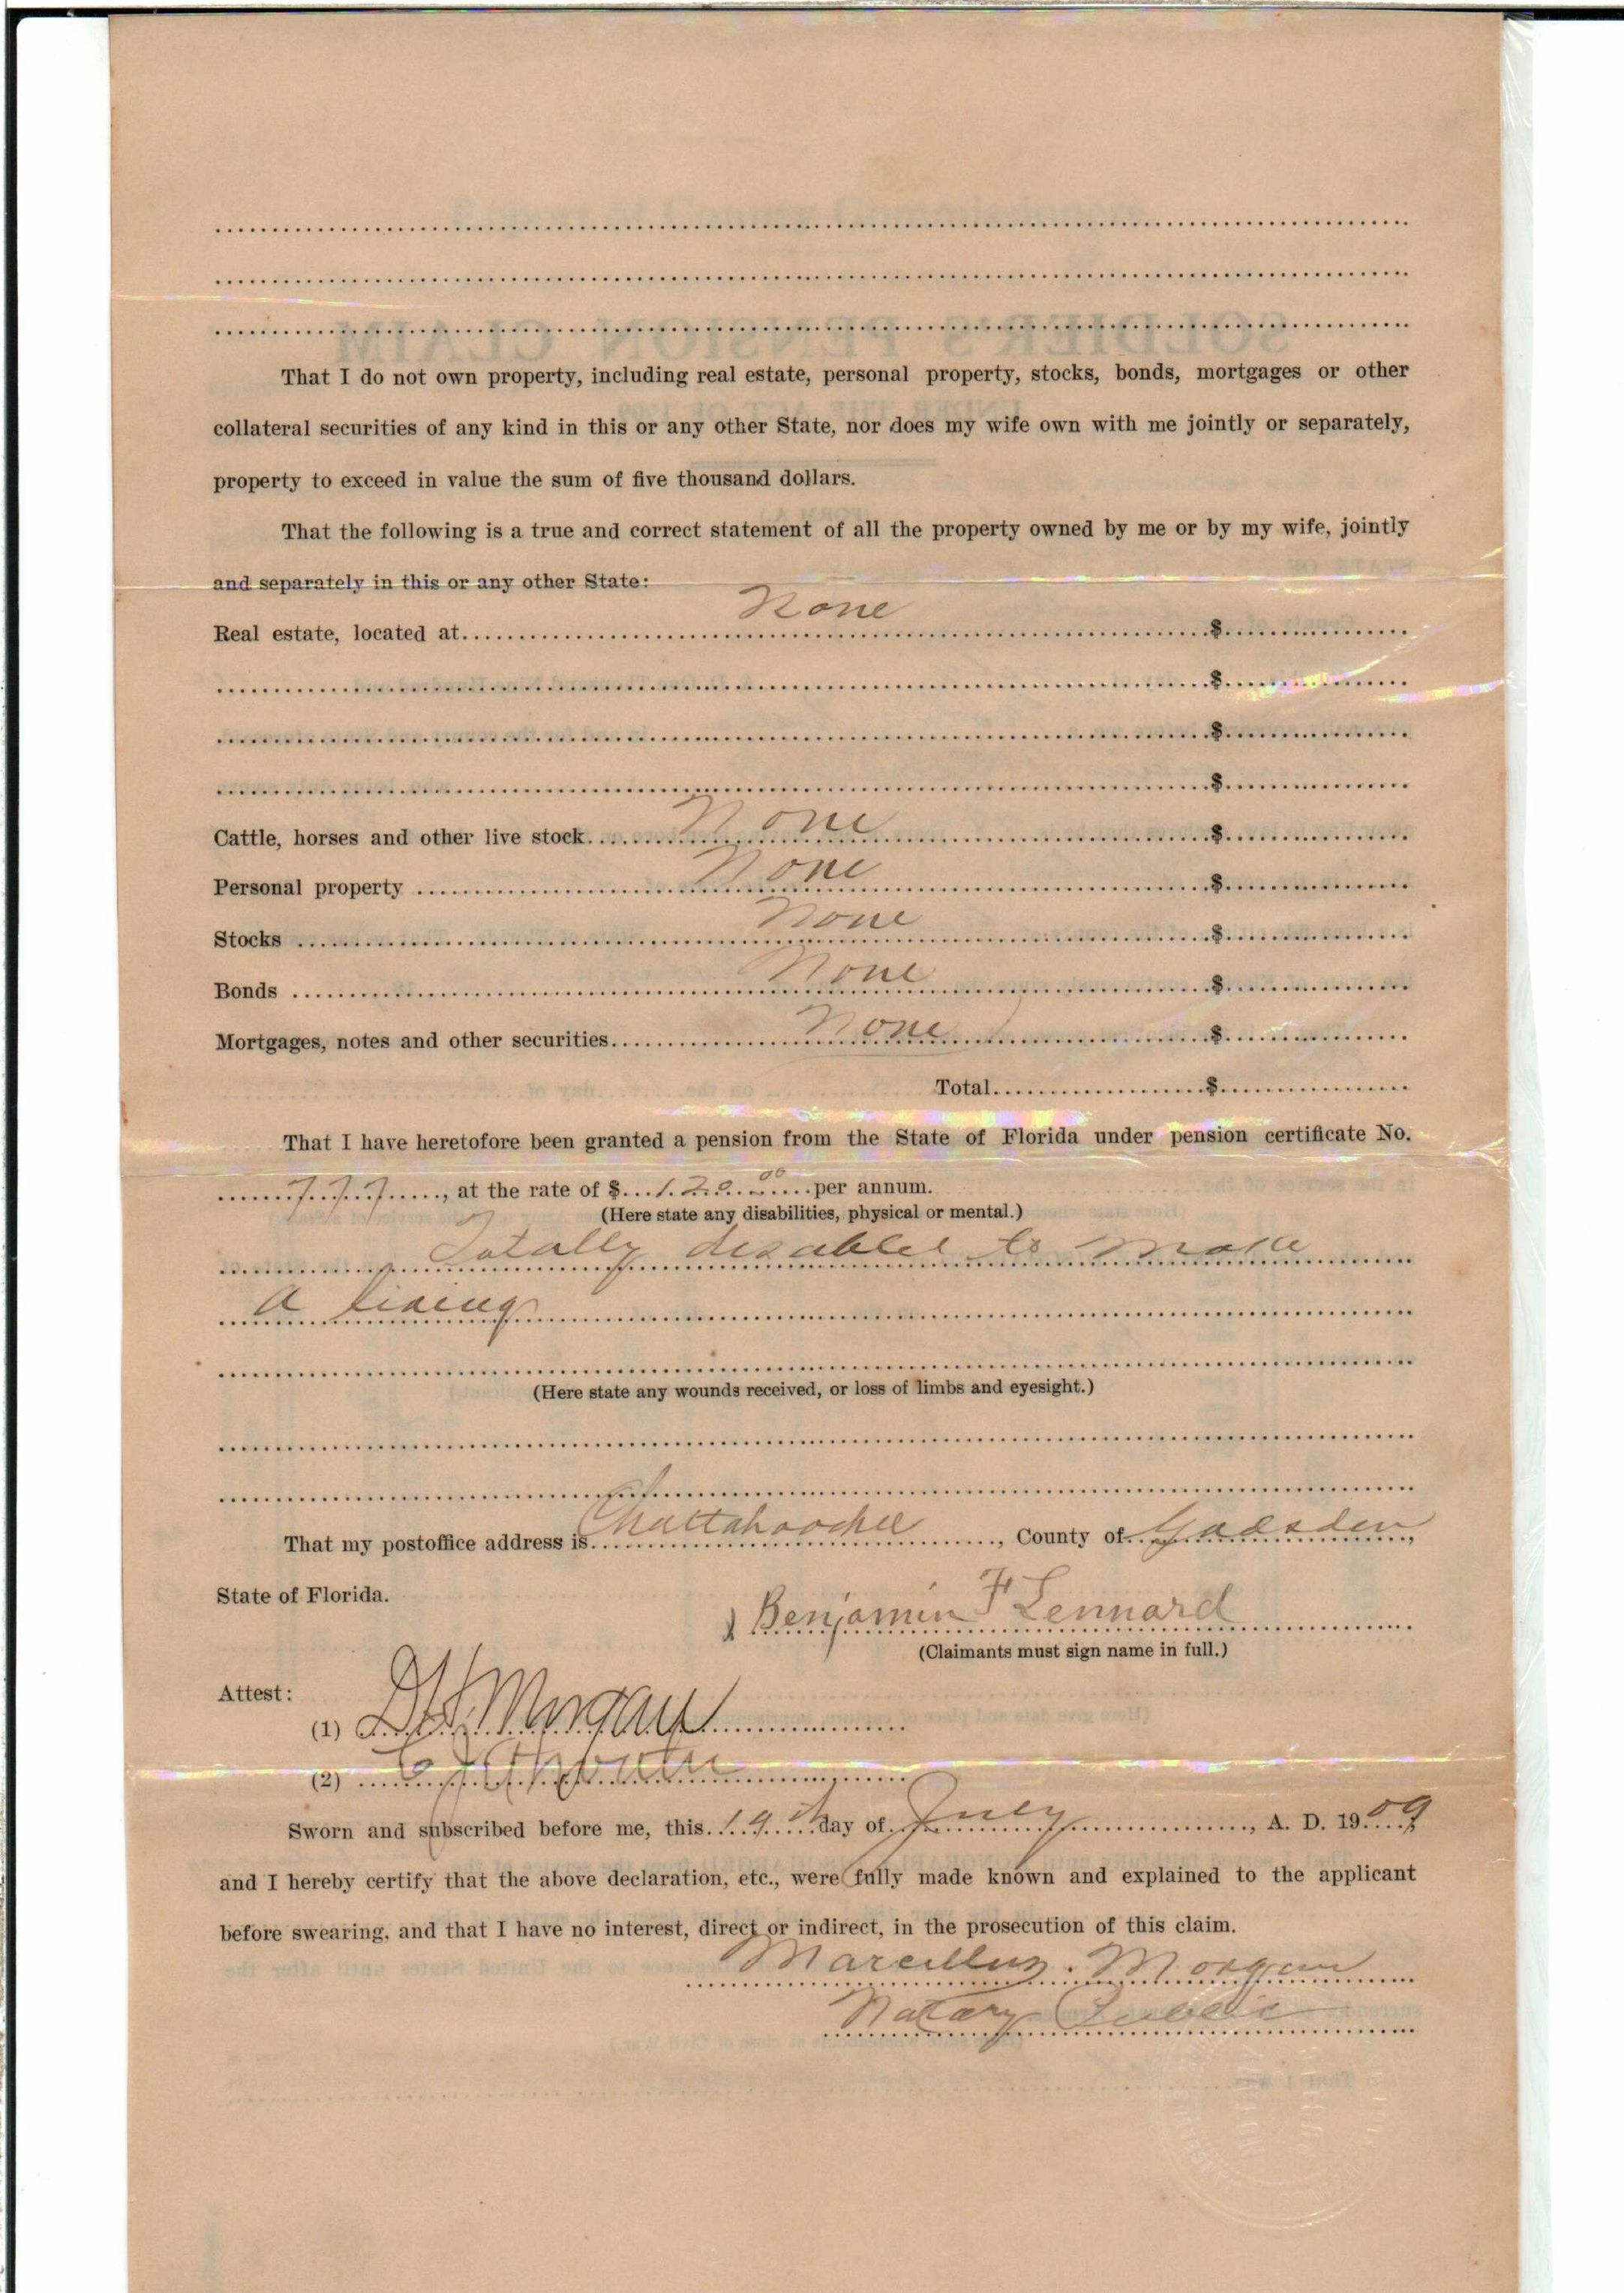 That I do not own property, including real estate, personal property, stocks, bonds, mortgages or other
collateral securities of any kind in this or any other State, nor does my wife own with me jointly or separately,
property to exceed in value the sum of five thousand dollars.
That the following is a true and correct statement of all the property owned by me or by my wife, jointly
and separately in this or any other State:
Real estate, located at None $
$
$
$
Cattle, horses and other live stock None $
Personal property None $
Stocks None $
Bonds None $
Mortgages, notes and other securities None $
Total $
That I have heretofore been granted a pension from the State of Florida under pension certificate No.
777, at the rate of $ 120.00 per annum.
(Here state any disabilities, physical or mental.)
Totally disabled to make
a living
(Here state any wounds received, or loss of limbs and eyesight.)
That my postoffice address is Chattahoochee, County of Gadsden,
State of Florida.
Benjamin F Lennard
(Claimants must sign name in full.)
Attest:
(1) Morgan
(2)
Sworn and subscribed before me, this 19th day of July, A. D. 1909
and I hereby certify that the above declaration, etc., were fully made known and explained to the applicant
before swearing, and that I have no interest, direct or indirect, in the prosecution of this claim.
Marcellus Morgan
Notary Public